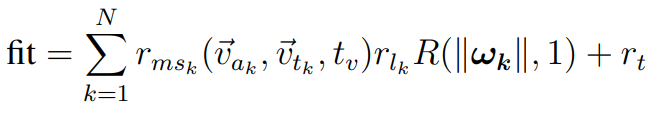 fit = \sum_{k=1}^{N} r_{ms_k}(\vec{v}_{a_k}, \vec{v}_{t_k}, t_v) r_{l_k} R(\|\boldsymbol{\omega_k}\|, 1) + r_t